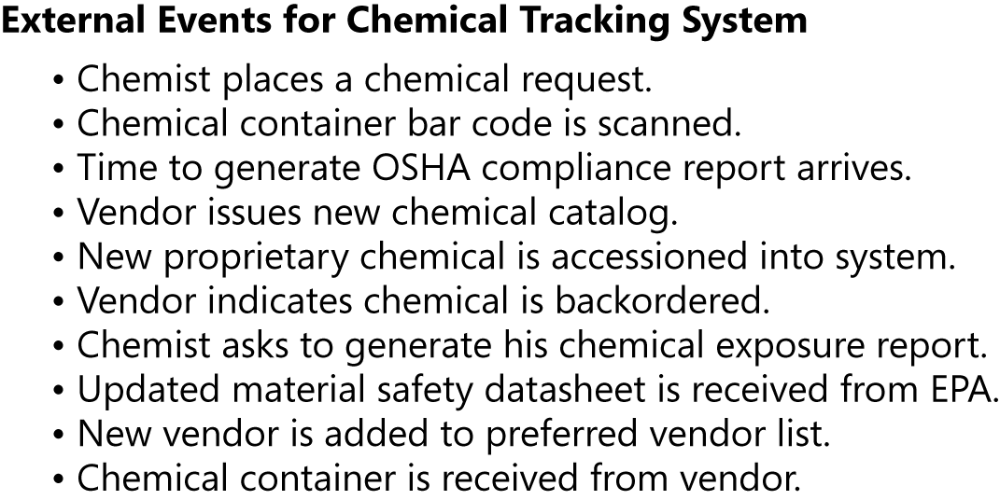 External Events for Chemical Tracking System
• Chemist places a chemical request.
• Chemical container bar code is scanned.
• Time to generate OSHA compliance report arrives.
• Vendor issues new chemical catalog.
• New proprietary chemical is accessioned into system.
• Vendor indicates chemical is backordered.
• Chemist asks to generate his chemical exposure report.
• Updated material safety datasheet is received from EPA.
• New vendor is added to preferred vendor list.
• Chemical container is received from vendor.